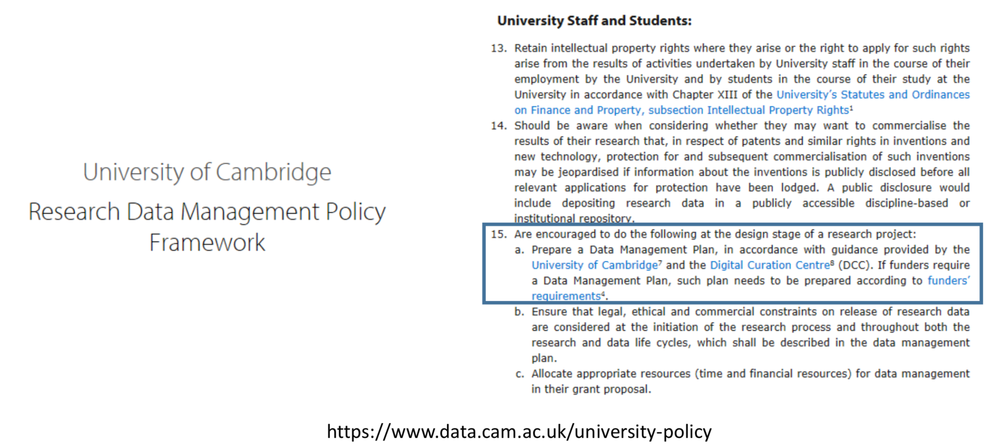 University of Cambridge
Research Data Management Policy
Framework
University Staff and Students:
13. Retain intellectual property rights where they arise or the right to apply for such rights
arise from the results of activities undertaken by University staff in the course of their
employment by the University and by students in the course of their study at the
University in accordance with Chapter XIII of the University's Statutes and Ordinances
on Finance and Property, subsection Intellectual Property Rights¹
14. Should be aware when considering whether they may want to commercialise the
results of their research that, in respect of patents and similar rights in inventions and
new technology, protection for and subsequent commercialisation of such inventions
may be jeopardised if information about the inventions is publicly disclosed before all
relevant applications for protection have been lodged. A public disclosure would
include depositing research data in a publicly accessible discipline-based or
institutional repository.
15. Are encouraged to do the following at the design stage of a research project:
a. Prepare a Data Management Plan, in accordance with guidance provided by the
University of Cambridge⁷ and the Digital Curation Centre⁸ (DCC). If funders require
a Data Management Plan, such plan needs to be prepared according to funders'
requirements⁴.
b. Ensure that legal, ethical and commercial constraints on release of research data
are considered at the initiation of the research process and throughout both the
research and data life cycles, which shall be described in the data management
plan.
c. Allocate appropriate resources (time and financial resources) for data management
in their grant proposal.
https://www.data.cam.ac.uk/university-policy